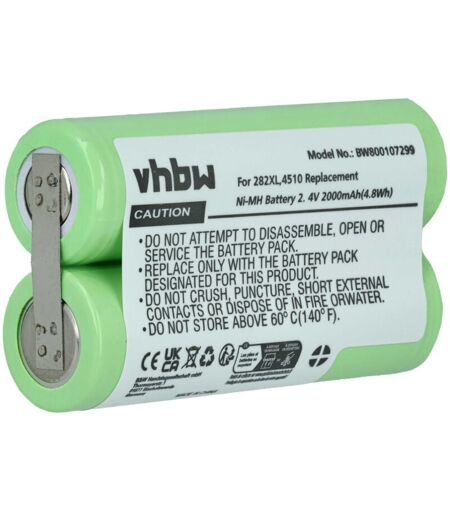 Model No.: BW800107299
vhbw
For 282XL,4510 Replacement
Ni-MH Battery 2. 4V 2000mAh(4.8Wh)
CAUTION
• DO NOT ATTEMPT TO DISASSEMBLE, OPEN OR
SERVICE THE BATTERY PACK.
• REPLACE ONLY WITH THE BATTERY PACK
DESIGNATED FOR THIS PRODUCT.
• DO NOT CRUSH, PUNCTURE, SHORT EXTERNAL
CONTACTS OR DISPOSE OF IN FIRE ORWATER.
• DO NOT STORE ABOVE 60°C(140°F).
CE UK CA